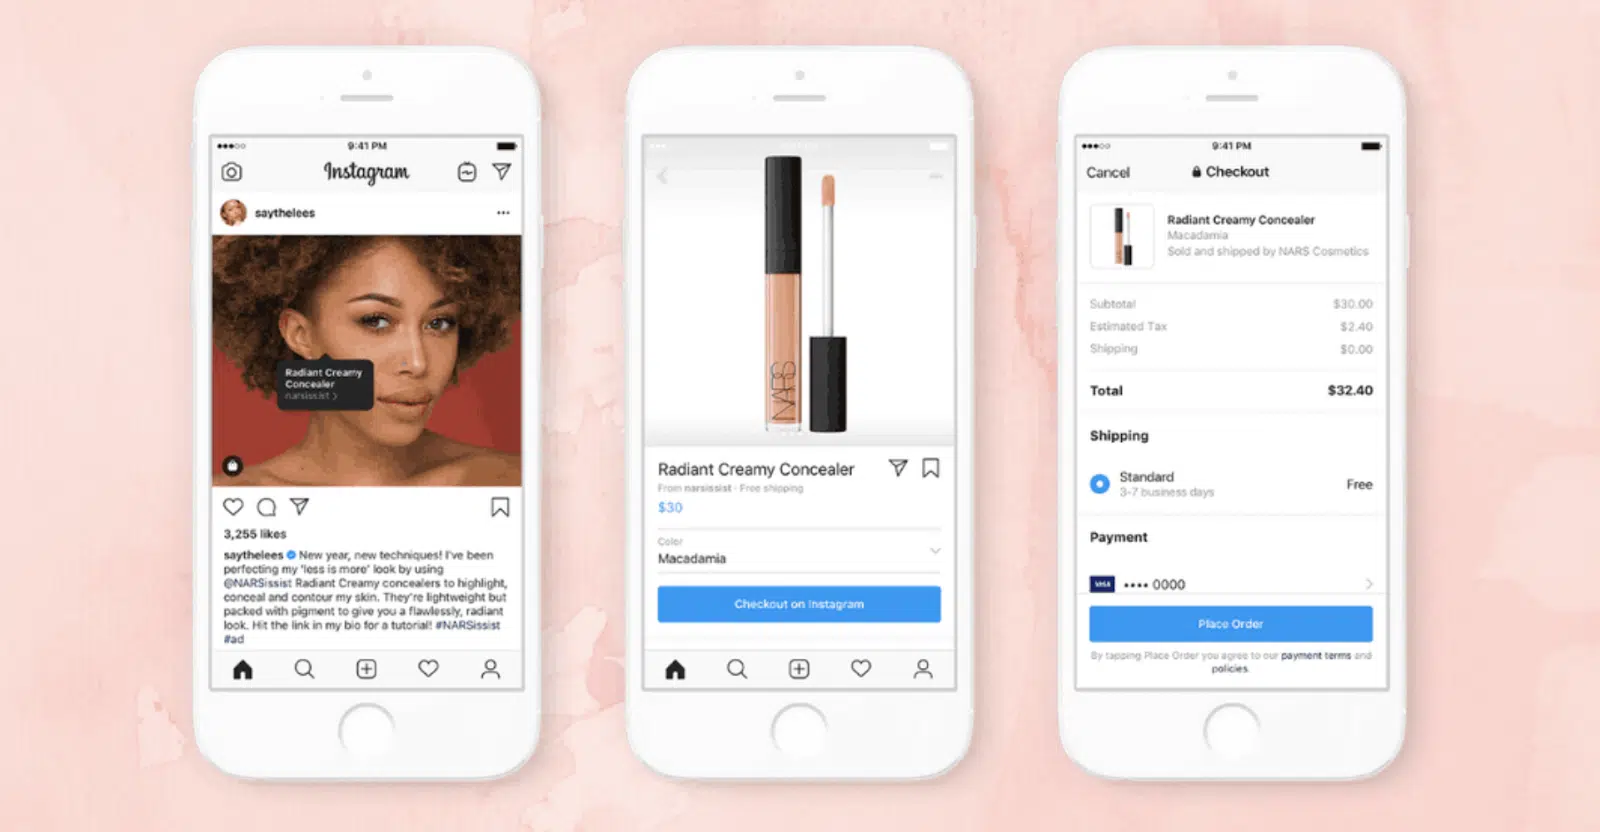 9:41 PM
Instagram
saythelees
Radiant Creamy
Concealer
narsissist >
3,255 likes
saythelees New year, new techniques! I've been
perfecting my 'less is more' look by using
@NARSissist Radiant Creamy concealers to highlight,
conceal and contour my skin. They're lightweight but
packed with pigment to give you a flawlessly, radiant
look. Hit the link in my bio for a tutorial! #NARSissist
#ad
NARS
Radiant Creamy Concealer
From narsissist · Free shipping
$30
Color
Macadamia
Checkout on Instagram
9:41 PM
Cancel Checkout
Radiant Creamy Concealer
Macadamia
Sold and shipped by NARS Cosmetics
Subtotal $30.00
Estimated Tax $2.40
Shipping $0.00
Total $32.40
Shipping
Standard
3-7 business days
Free
Payment
VISA •••• 0000
Place Order
By tapping Place Order you agree to our payment terms and
policies.